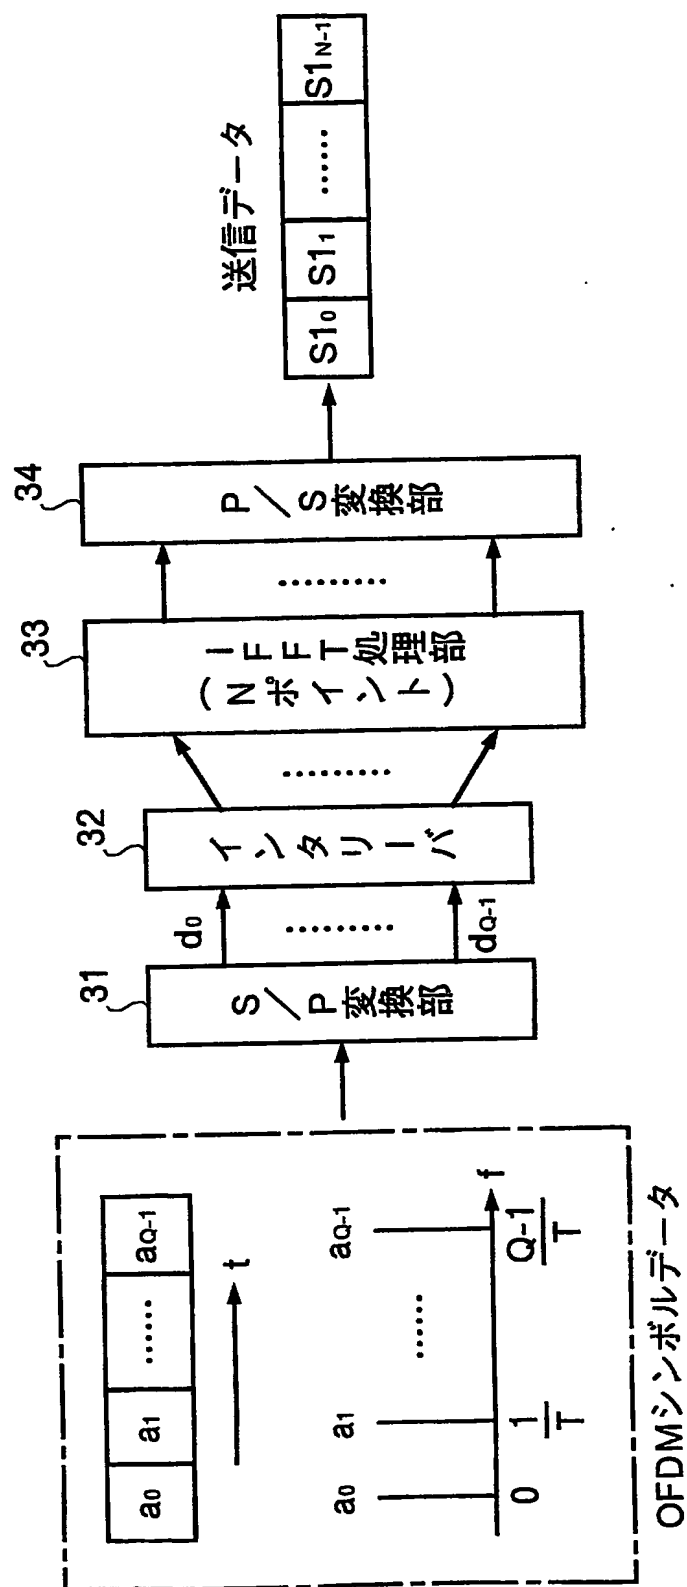 a0 a1 …… aQ-1
t
a0 a1 …… aQ-1
f
0 1/T Q-1/T
OFDMシンボルデータ
31
S/P変換部
d0
………
dQ-1
32
インタリーバ
………
33
IFFT処理部
(Nポイント)
………
34
P/S変換部
送信データ
S10 S11 …… S1N-1